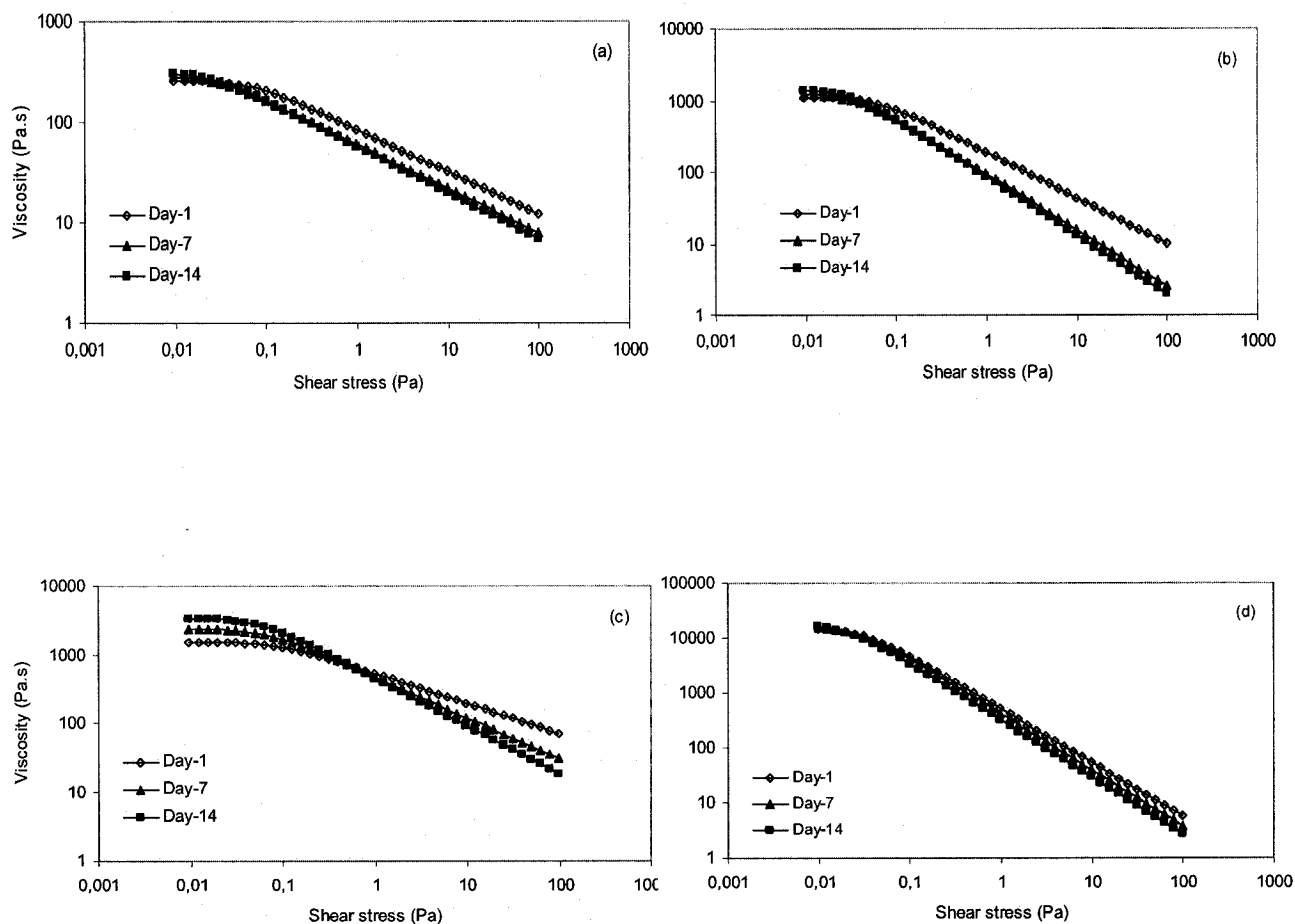 1000
100
10
1
Viscosity (Pa.s)
(a)
Day-1
Day-7
Day-14
0,001 0,01 0,1 1 10 100 1000
Shear stress (Pa)
10000
1000
100
10
1
(b)
Day-1
Day-7
Day-14
0,001 0,01 0,1 1 10 100 1000
Shear stress (Pa)
10000
1000
100
10
1
Viscosity (Pa.s)
(c)
Day-1
Day-7
Day-14
0,001 0,01 0,1 1 10 100
Shear stress (Pa)
100000
10000
1000
100
10
1
(d)
Day-1
Day-7
Day-14
0,001 0,01 0,1 1 10 100 1000
Shear stress (Pa)